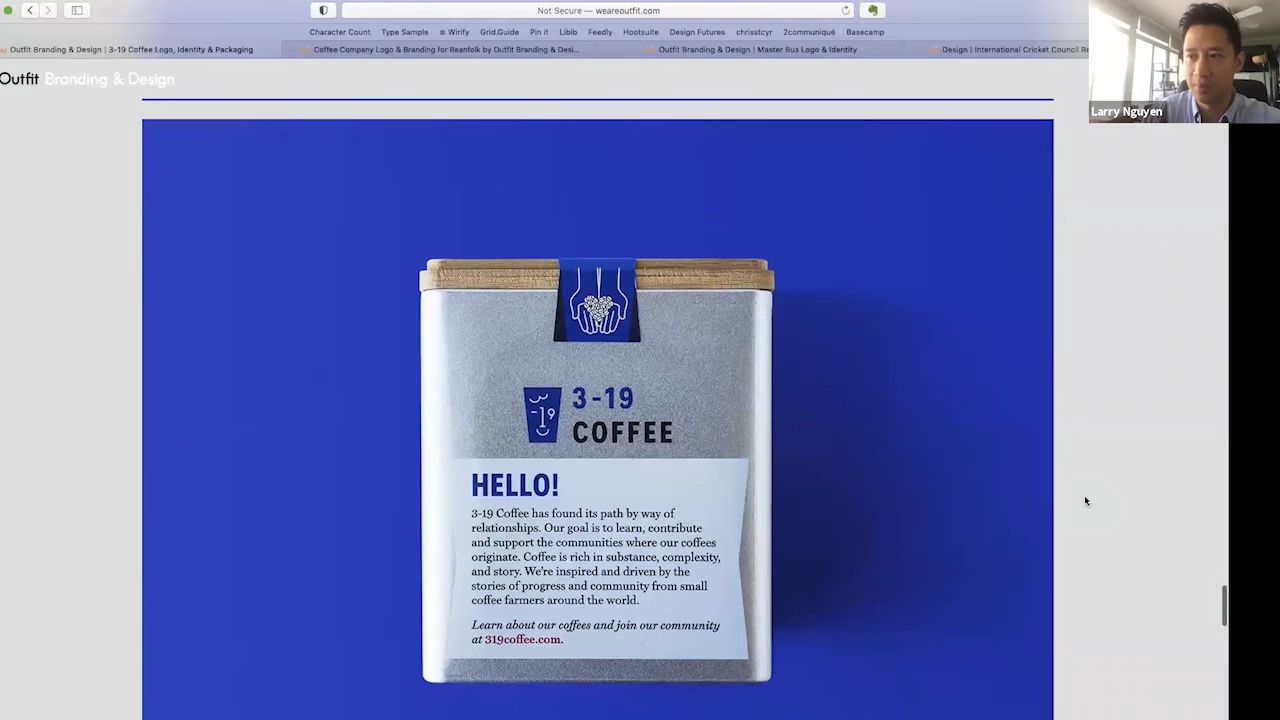 Not Secure — weareoutfit.com
Character Count Type Sample Wirify Grid.Guide Pin it Libib Feedly Hootsuite Design Futures chrisstcyr 2communiqué Basecamp
Outfit Branding & Design | 3-19 Coffee Logo, Identity & Packaging
Coffee Company Logo & Branding for Beanfolk by Outfit Branding & Desi...
Outfit Branding & Design | Master Bus Logo & Identity
Design | International Cricket Council Re
Outfit Branding & Design
Larry Nguyen
-19
3-19
COFFEE
HELLO!
3-19 Coffee has found its path by way of
relationships. Our goal is to learn, contribute
and support the communities where our coffees
originate. Coffee is rich in substance, complexity,
and story. We're inspired and driven by the
stories of progress and community from small
coffee farmers around the world.
Learn about our coffees and join our community
at 319coffee.com.